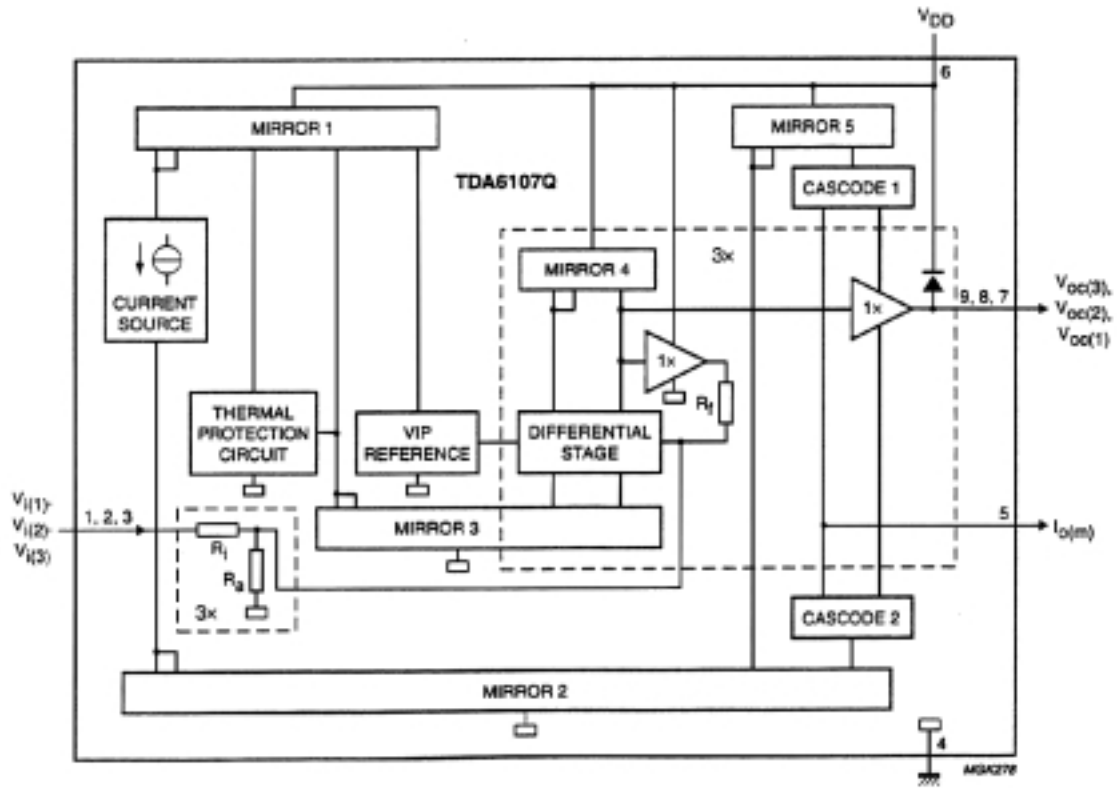 VDD
6
MIRROR 1
MIRROR 5
TDA6107Q
CASCODE 1
3×
MIRROR 4
CURRENT
SOURCE
1×
9, 8, 7
Voc(3),
Voc(2),
Voc(1)
1×
Rf
THERMAL
PROTECTION
CIRCUIT
VIP
REFERENCE
DIFFERENTIAL
STAGE
Vi(1),
Vi(2),
Vi(3)
1, 2, 3
MIRROR 3
5
Io(m)
Ri
Ra
3×
CASCODE 2
MIRROR 2
4
MGK278